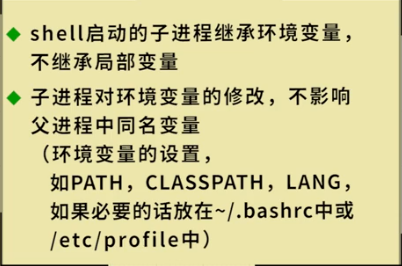 ◆ shell启动的子进程继承环境变量，
不继承局部变量
◆ 子进程对环境变量的修改，不影响
父进程中同名变量
（环境变量的设置，
如PATH，CLASSPATH，LANG，
如果必要的话放在~/.bashrc中或
/etc/profile中）